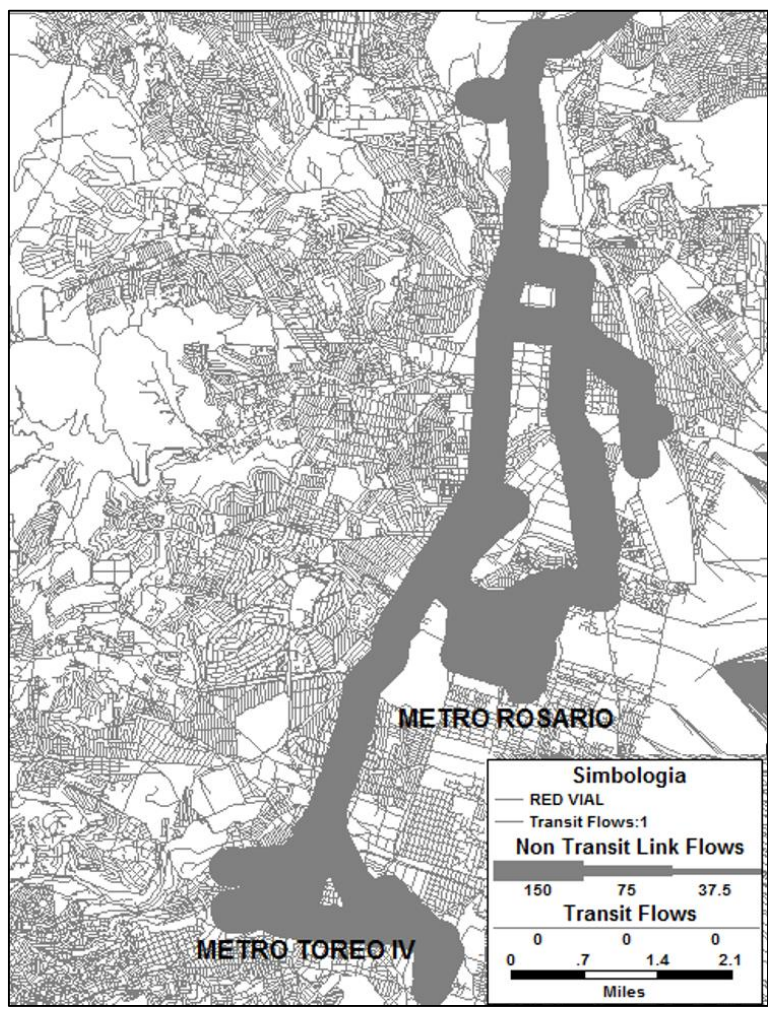 METRO ROSARIO
METRO TOREO IV
Simbologia
RED VIAL
Transit Flows:1
Non Transit Link Flows
150 75 37.5
Transit Flows
0 0 0
0 .7 1.4 2.1
Miles